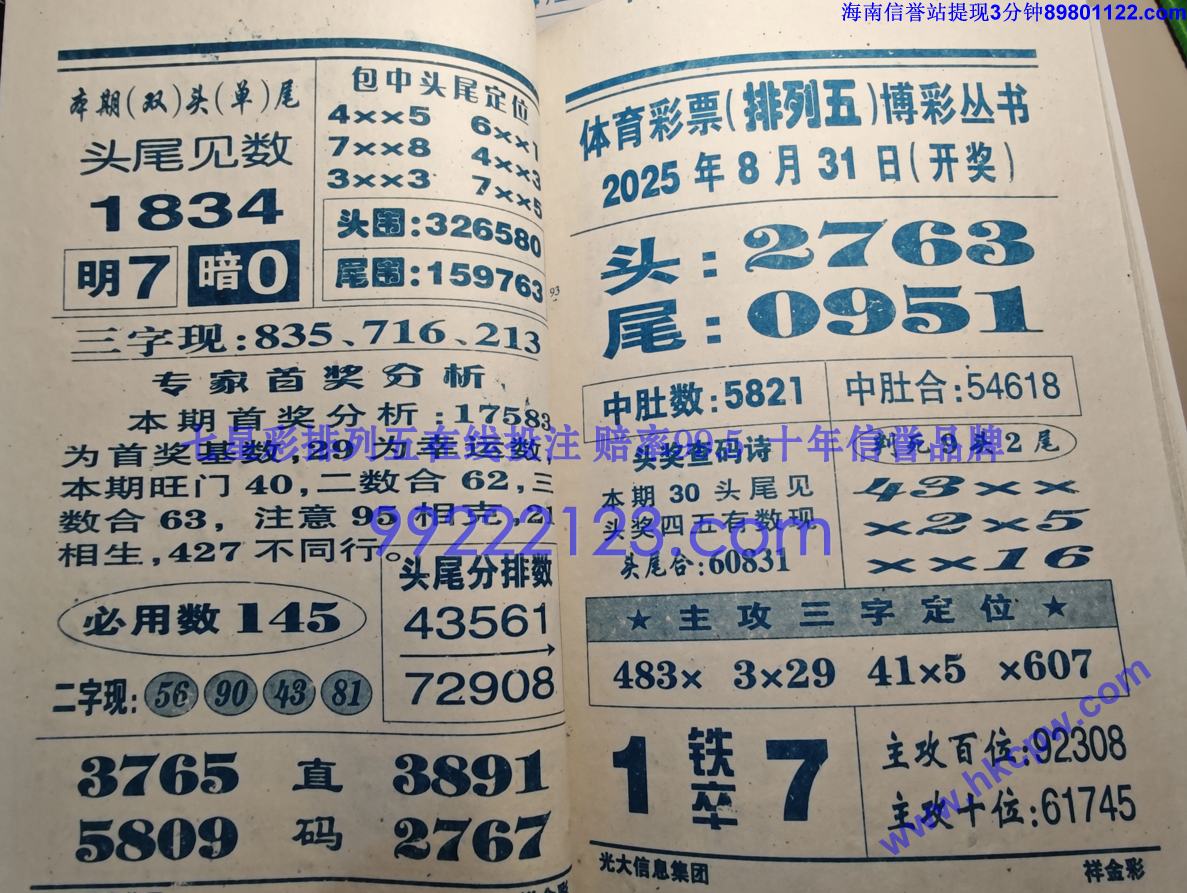 海南信誉站提现3分钟89801122.com
本期(双)头(单)尾
头尾见数
1834
明7 暗0
包中头尾定位
4××5 6××1
7××8 4××3
3××3 7××5
头围:326580
尾围:159763
93
三字现:835、716、213
专家首奖分析
本期首奖分析:17583
为首奖基数,29为幸运数,
本期旺门40,二数合62,三
数合63,注意95相克,21
相生,427不同行。
必用数145
二字现: 56 90 43 81
头尾分排数
43561
72908
3765 直 3891
5809 码 2767
体育彩票(排列五)博彩丛书
2025年8月31日(开奖)
头:2763
尾:0951
中肚数:5821
中肚合:54618
头奖查码诗
本期30头尾见
头奖四五有数现
头尾合:60831
判死9头2尾
43××
×2×5
××16
★主攻三字定位★
483× 3×29 41×5 ×607
1 铁卒 7
主攻百位:92308
主攻十位:61745
光大信息集团
祥金彩
七星彩排列五在线投注 赔率99.5 十年信誉品牌
99222123.com
www.hkcpw.com